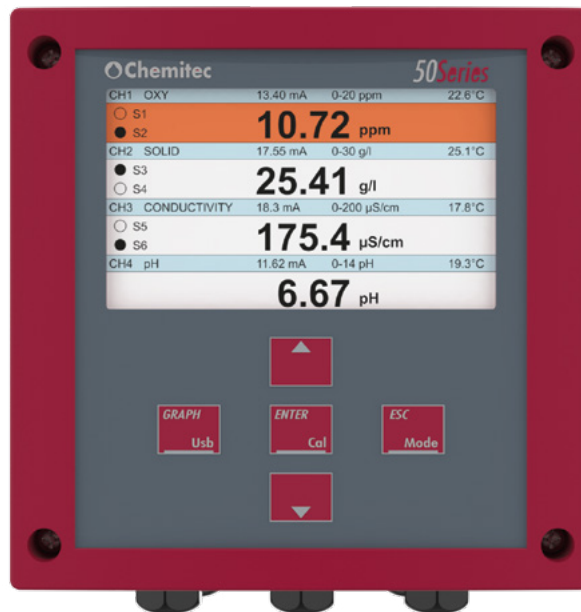 Chemitec 50Series
CH1 OXY 13.40 mA 0-20 ppm 22.6°C
S1
S2
10.72 ppm
CH2 SOLID 17.55 mA 0-30 g/l 25.1°C
S3
S4
25.41 g/l
CH3 CONDUCTIVITY 18.3 mA 0-200 µS/cm 17.8°C
S5
S6
175.4 µS/cm
CH4 pH 11.62 mA 0-14 pH 19.3°C
6.67 pH
GRAPH
Usb
ENTER
Cal
ESC
Mode